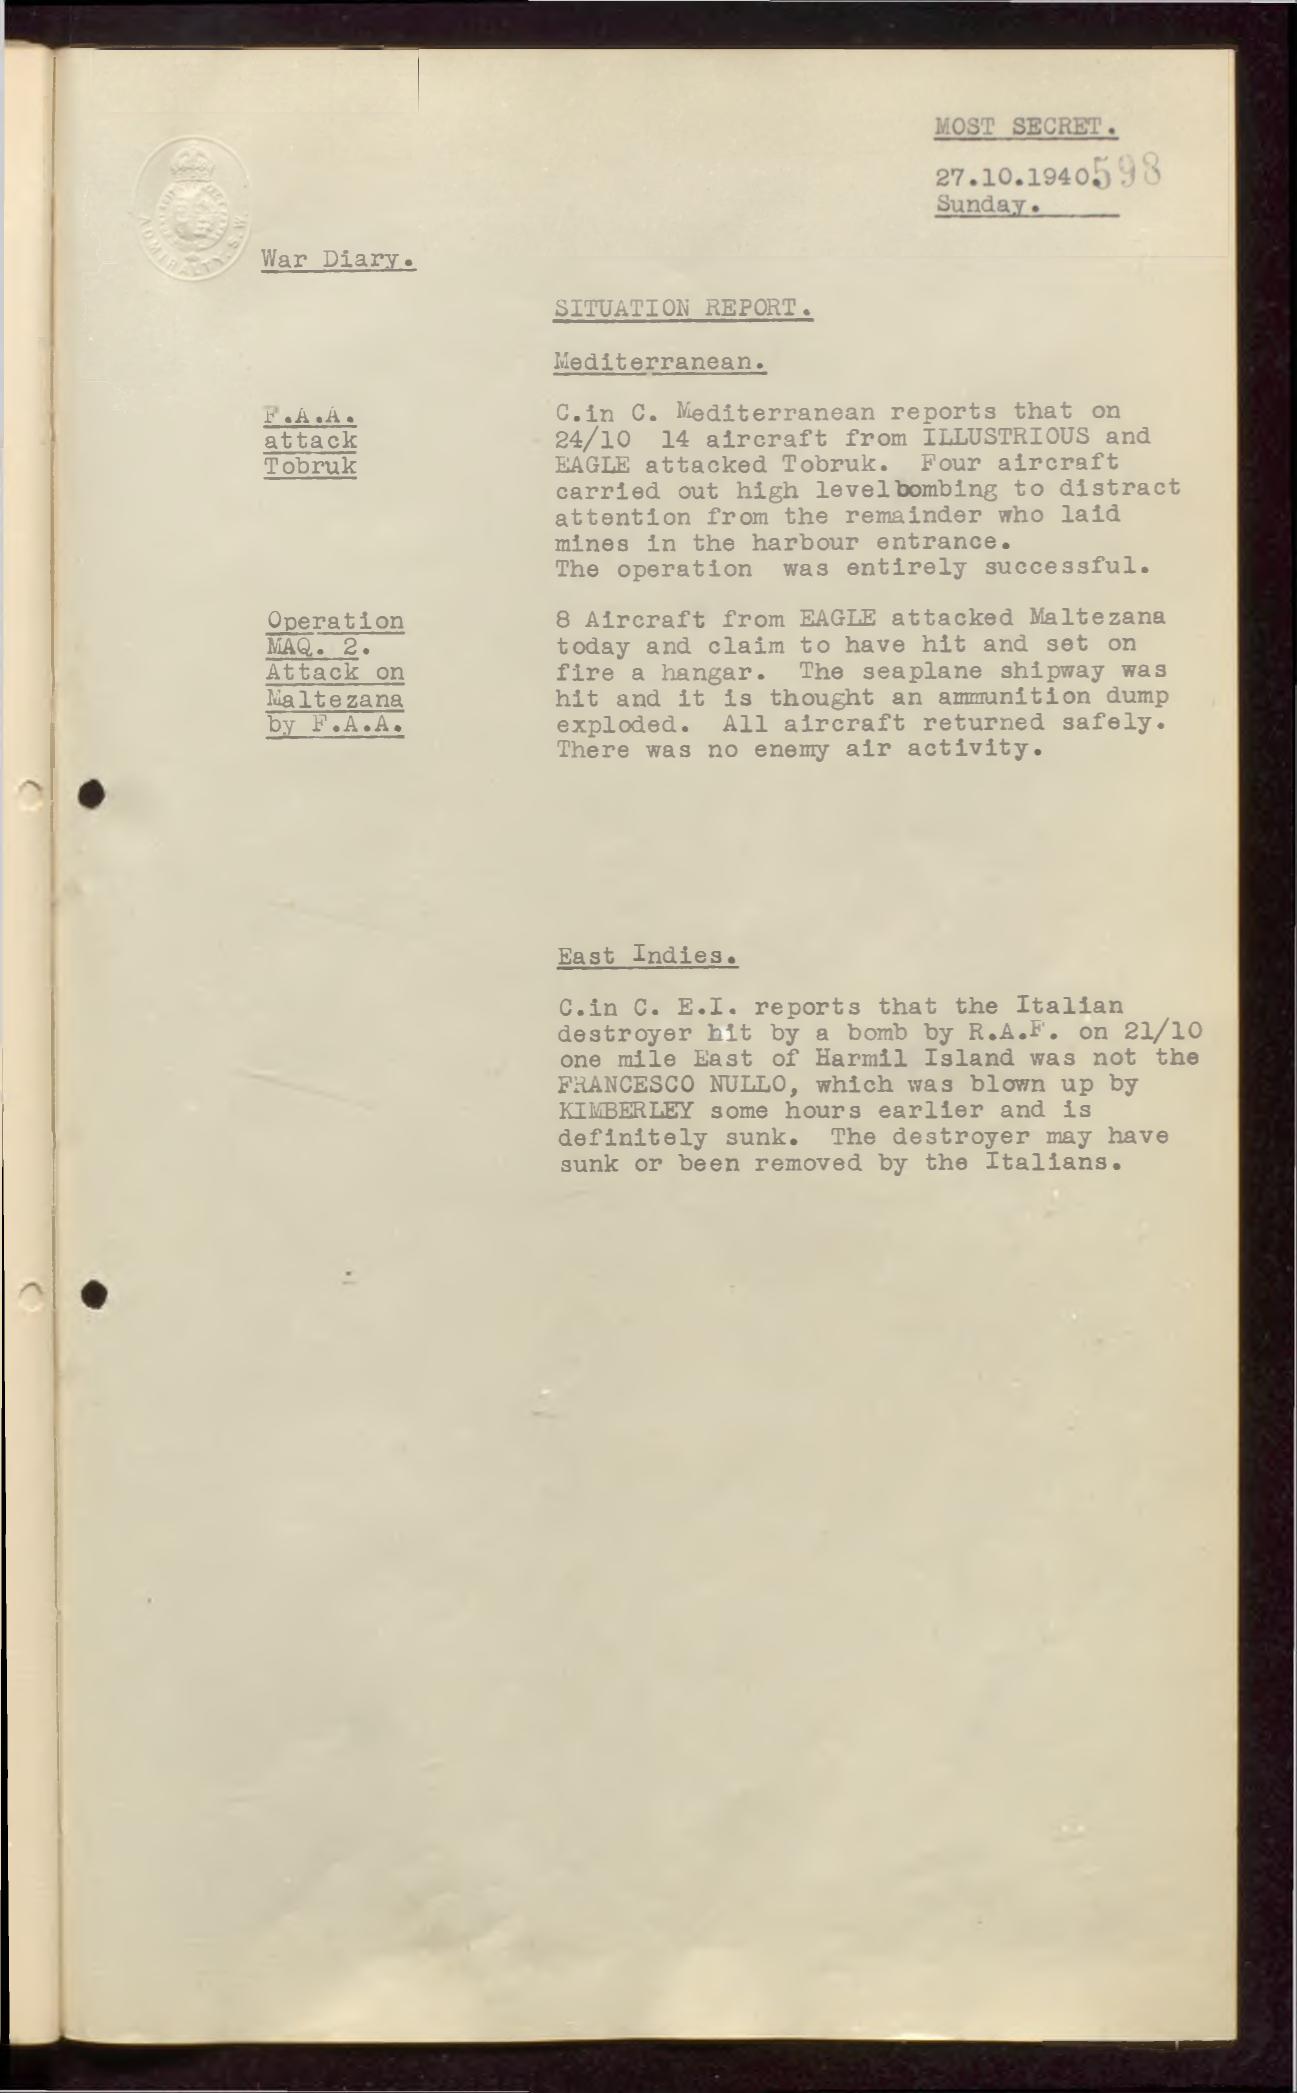 MOST SECRET.
27.10.1940.
598
Sunday.
ADMIRALTY. S.W.
War Diary.
SITUATION REPORT.
Mediterranean.
F.A.A.
attack
Tobruk
C.in C. Mediterranean reports that on
24/10  14 aircraft from ILLUSTRIOUS and
EAGLE attacked Tobruk.  Four aircraft
carried out high level bombing to distract
attention from the remainder who laid
mines in the harbour entrance.
The operation  was entirely successful.
Operation
MAQ. 2.
Attack on
Maltezana
by F.A.A.
8 Aircraft from EAGLE attacked Maltezana
today and claim to have hit and set on
fire a hangar.  The seaplane shipway was
hit and it is thought an ammunition dump
exploded.  All aircraft returned safely.
There was no enemy air activity.
East Indies.
C.in C. E.I. reports that the Italian
destroyer hit by a bomb by R.A.F. on 21/10
one mile East of Harmil Island was not the
FRANCESCO NULLO, which was blown up by
KIMBERLEY some hours earlier and is
definitely sunk.  The destroyer may have
sunk or been removed by the Italians.